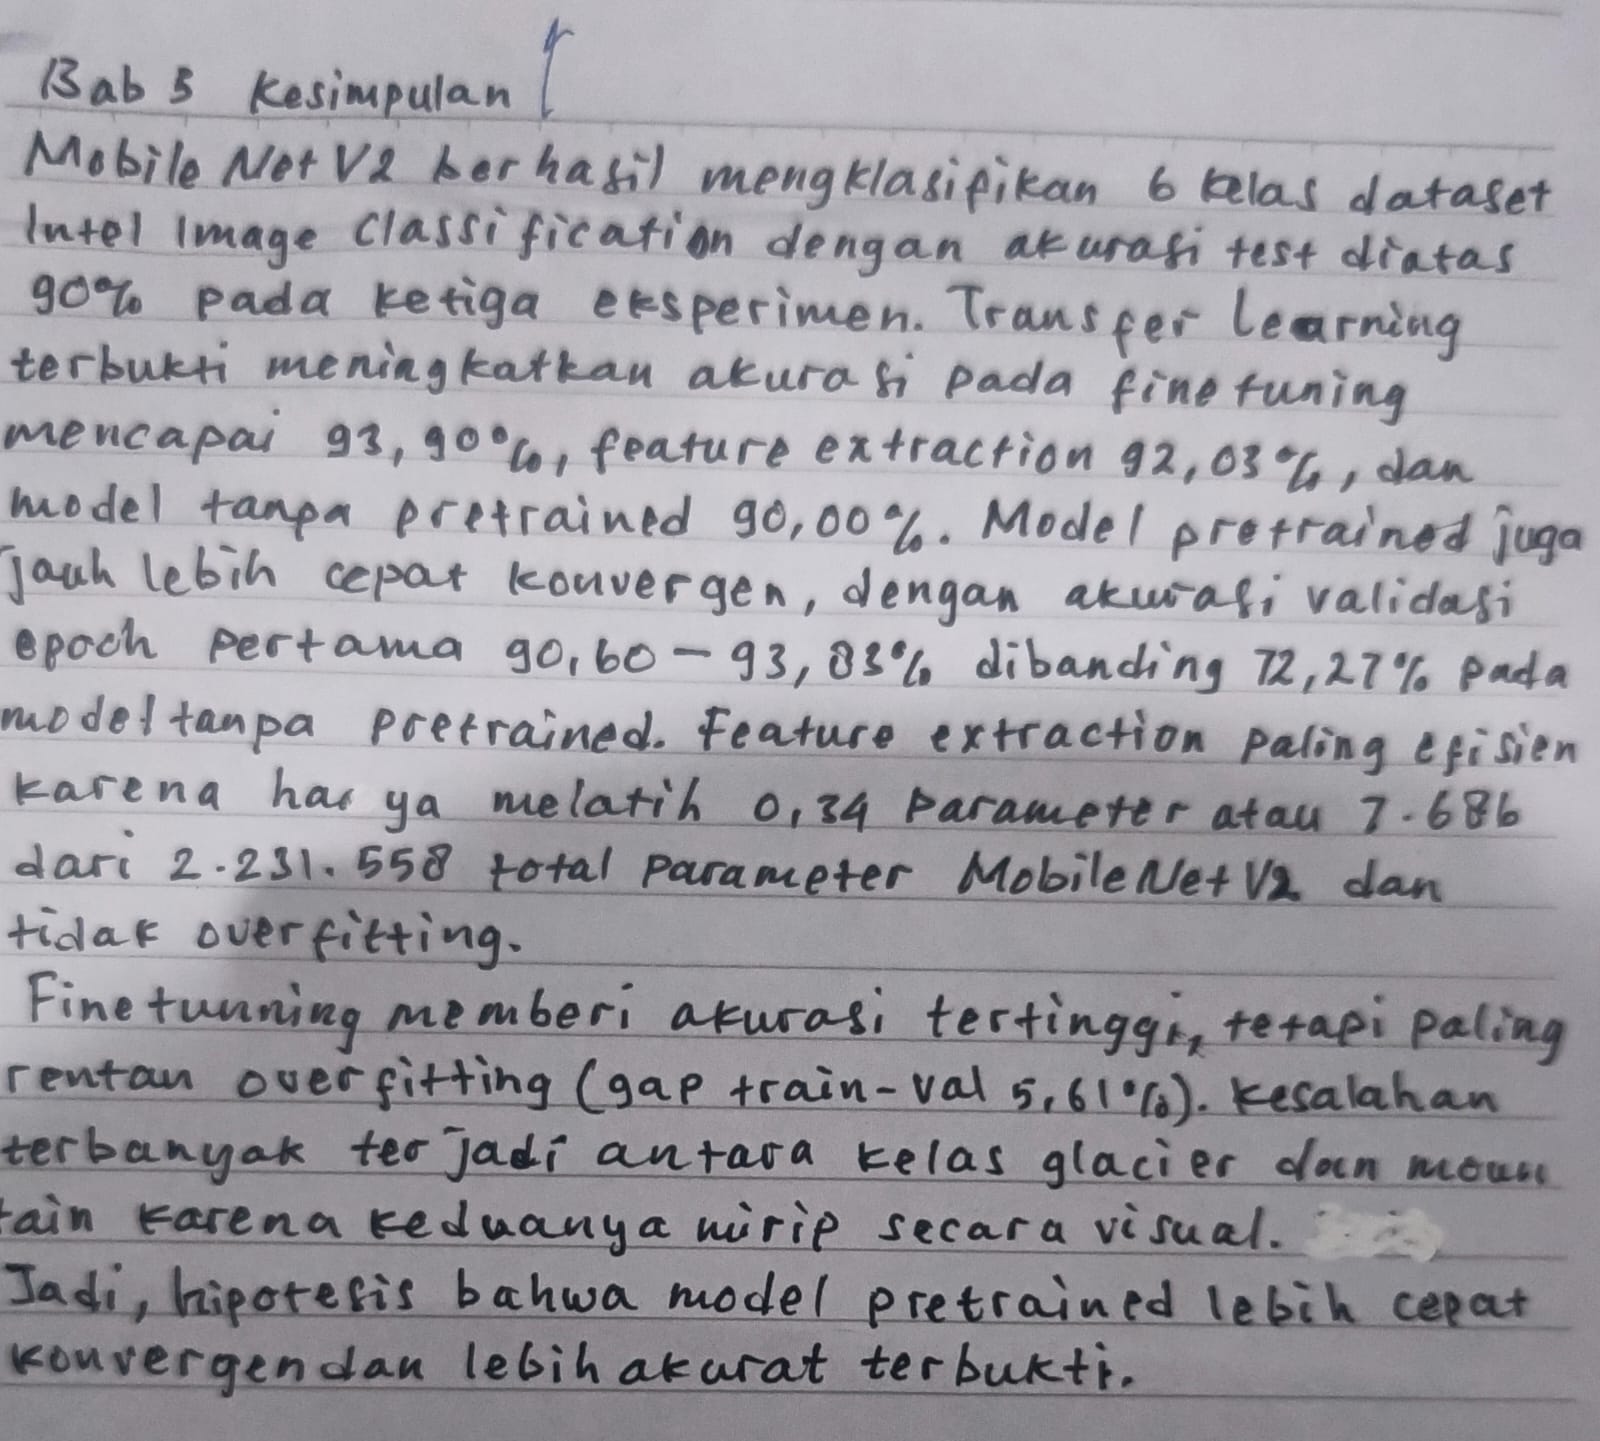 Bab 5 Kesimpulan
MobileNetV2 berhasil mengklasifikan 6 kelas dataset
Intel Image Classification dengan akurasi test diatas
90% pada ketiga eksperimen. Transfer learning
terbukti meningkatkan akurasi pada fine tuning
mencapai 93,90%, feature extraction 92,03%, dan
model tanpa pretrained 90,00%. Model pretrained juga
jauh lebih cepat konvergen, dengan akurasi validasi
epoch pertama 90,60 - 93,83% dibanding 72,27% pada
model tanpa pretrained. Feature extraction paling efisien
karena hanya melatih 0,34 parameter atau 7.686
dari 2.231.558 total parameter MobileNetV2 dan
tidak overfitting.
Finetunning memberi akurasi tertinggi, tetapi paling
rentan overfitting (gap train-val 5,61%). Kesalahan
terbanyak terjadi antara kelas glacier dan moun
tain karena keduanya mirip secara visual.
Jadi, hipotesis bahwa model pretrained lebih cepat
konvergen dan lebih akurat terbukti.